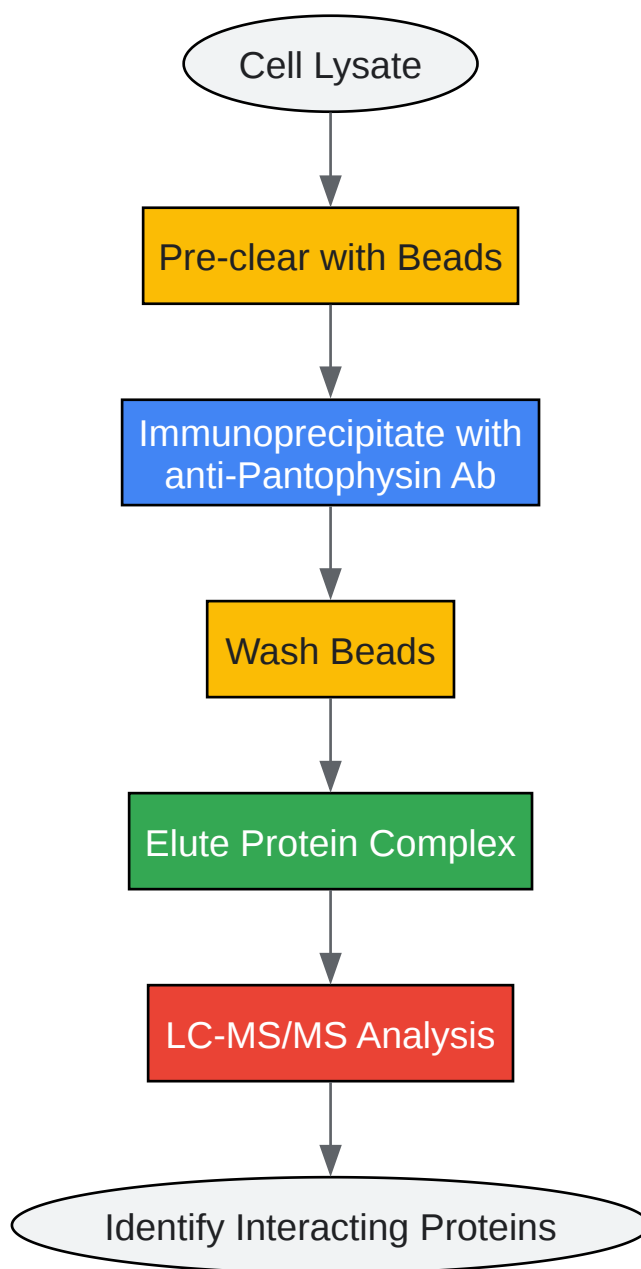 Cell Lysate
Pre-clear with Beads
Immunoprecipitate with
anti-Pantophysin Ab
Wash Beads
Elute Protein Complex
LC-MS/MS Analysis
Identify Interacting Proteins